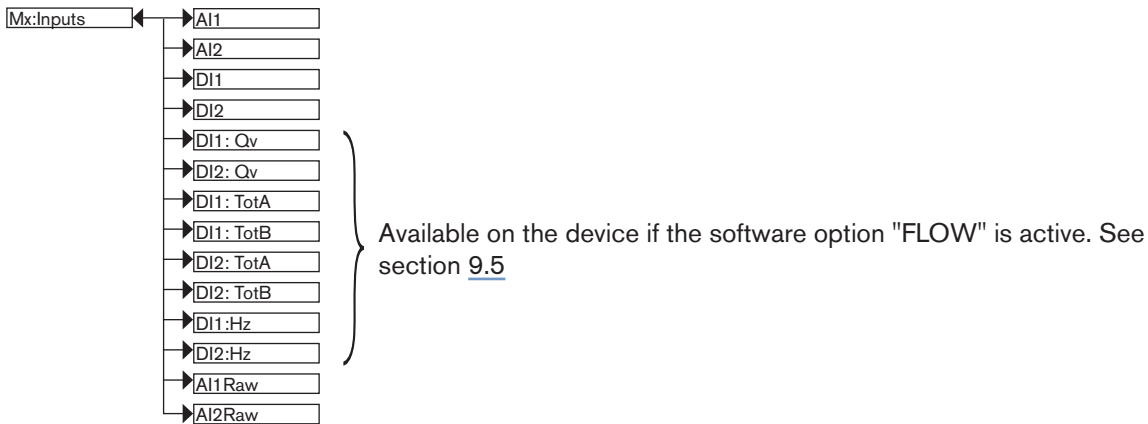 Mx:Inputs
AI1
AI2
DI1
DI2
DI1: Qv
DI2: Qv
DI1: TotA
DI1: TotB
DI2: TotA
DI2: TotB
DI1:Hz
DI2:Hz
AI1Raw
AI2Raw
Available on the device if the software option "FLOW" is active. See
section 9.5